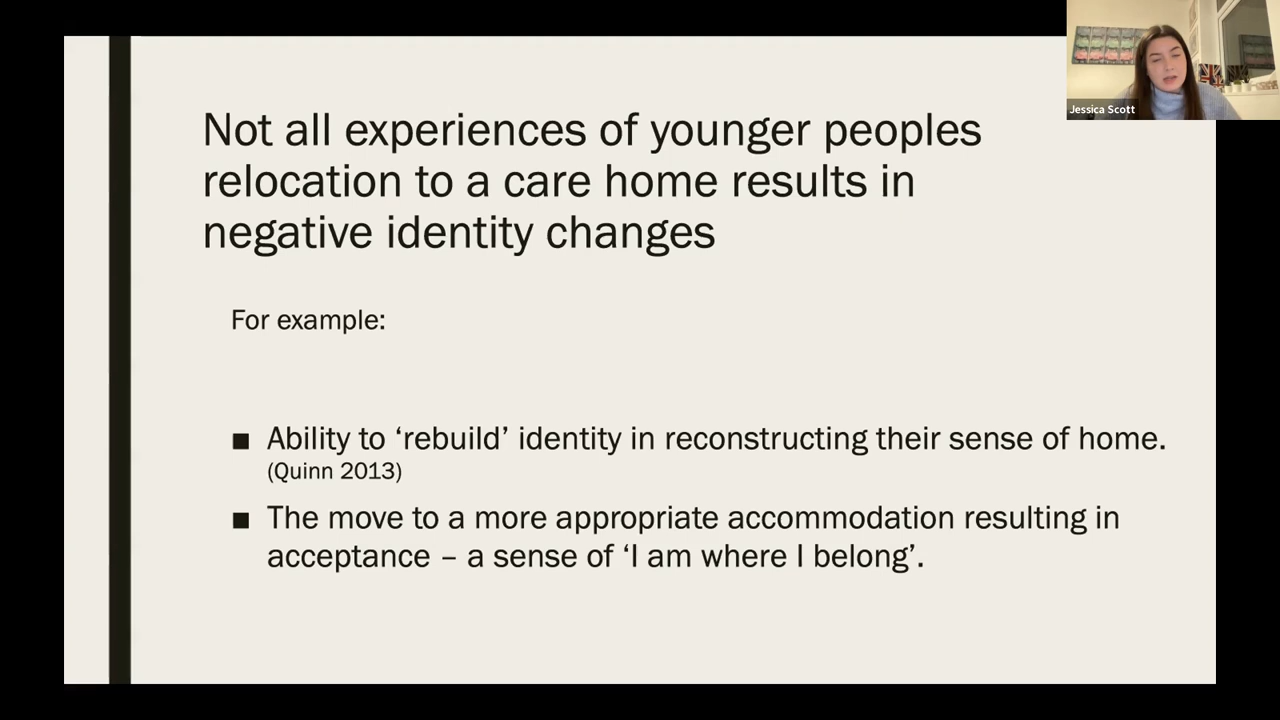 Jessica Scott
Not all experiences of younger peoples
relocation to a care home results in
negative identity changes
For example:
■ Ability to ‘rebuild’ identity in reconstructing their sense of home.
(Quinn 2013)
■ The move to a more appropriate accommodation resulting in
acceptance – a sense of ‘I am where I belong’.